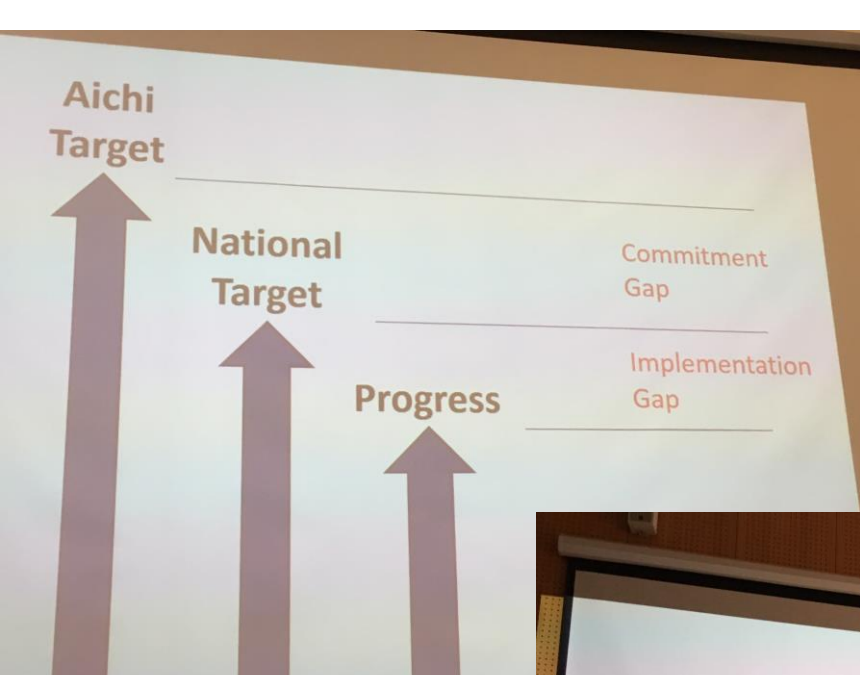 Aichi
Target
National
Target
Commitment
Gap
Implementation
Gap
Progress